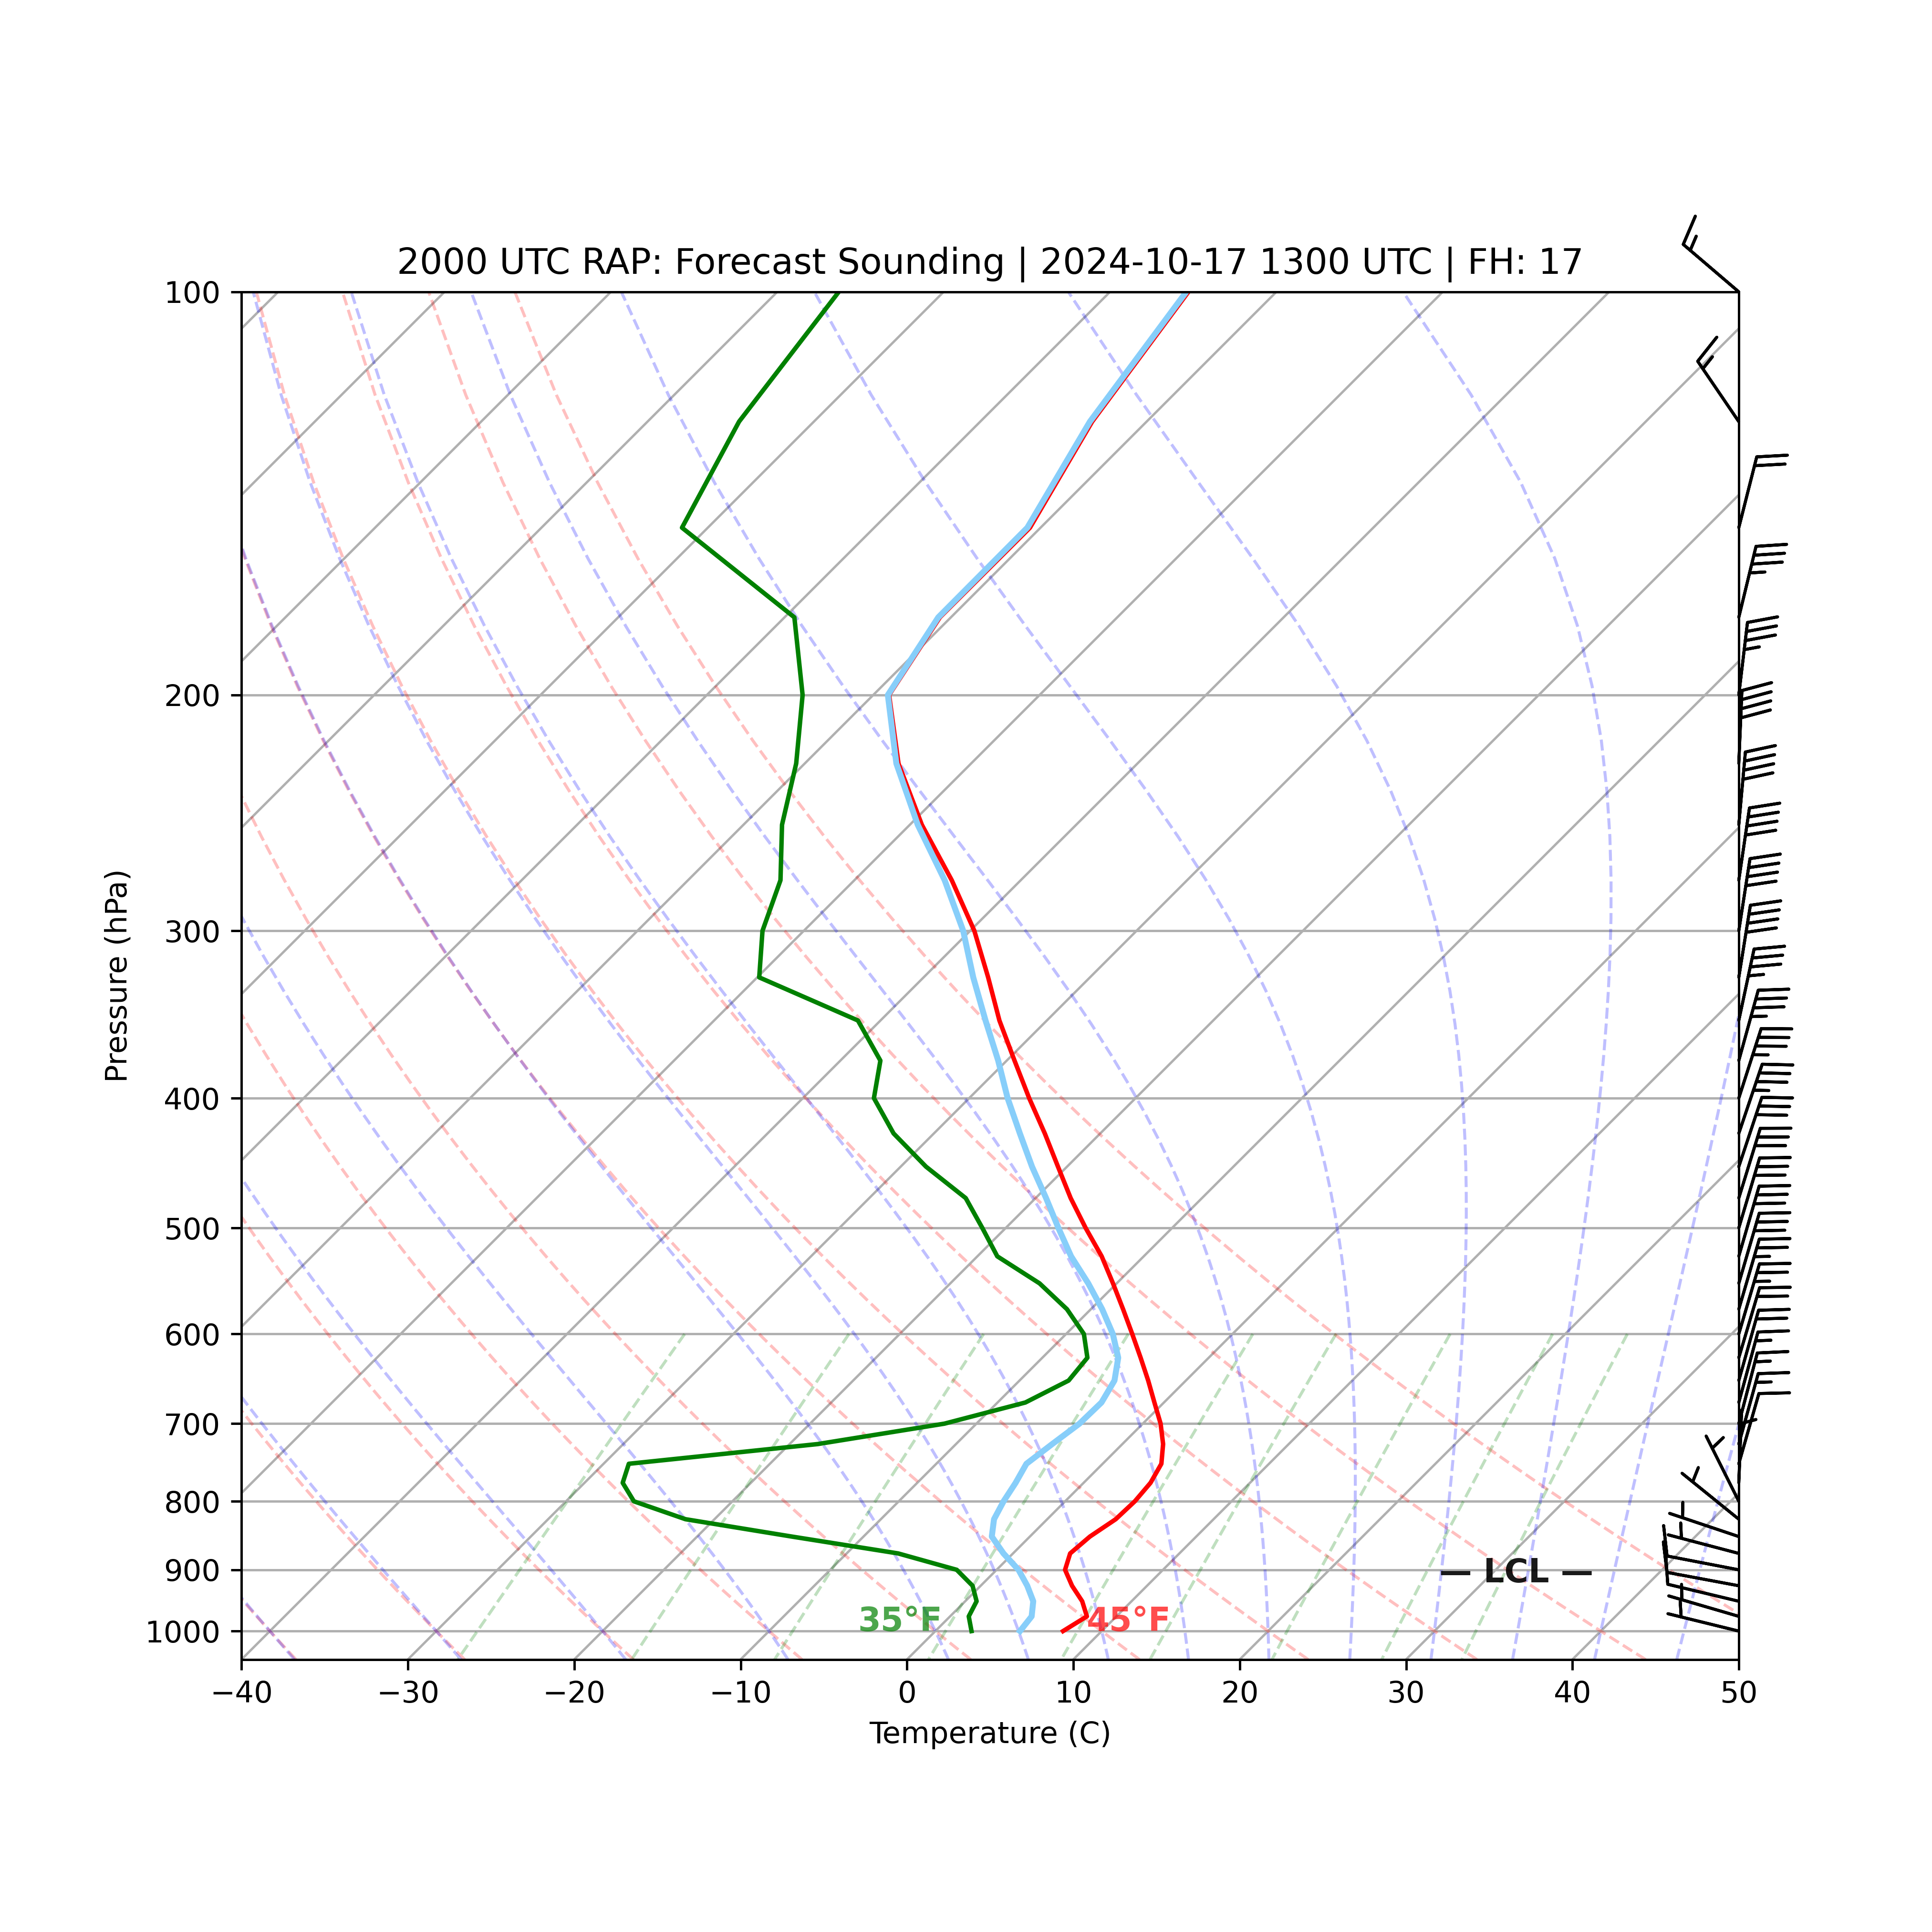 2000 UTC RAP: Forecast Sounding | 2024-10-17 1300 UTC | FH: 17
100
200
300
400
500
600
700
800
900
1000
Pressure (hPa)
— LCL —
35°F
45°F
−40 −30 −20 −10 0 10 20 30 40 50
Temperature (C)